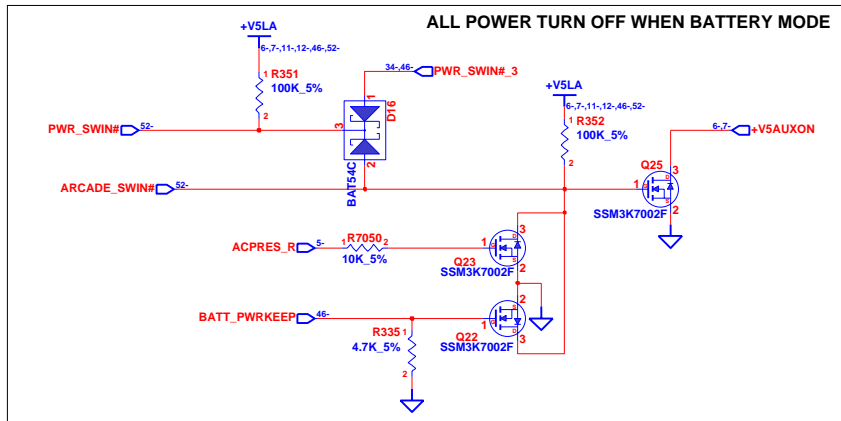 ALL POWER TURN OFF WHEN BATTERY MODE
+V5LA
6-,7-,11-,12-,46-,52-
1
R351
100K_5%
2
34-,46-
PWR_SWIN#_3
1
D16
3
2
BAT54C
PWR_SWIN#
52-
+V5LA
6-,7-,11-,12-,46-,52-
1
R352
100K_5%
2
6-,7-
+V5AUXON
Q25
3
D
1
G
S
2
SSM3K7002F
ARCADE_SWIN#
52-
ACPRES_R
5-
1
R7050
2
10K_5%
3
D
1
G
S
2
Q23
SSM3K7002F
BATT_PWRKEEP
46-
2
S
1
G
D
3
Q22
SSM3K7002F
R335
1
4.7K_5%
2